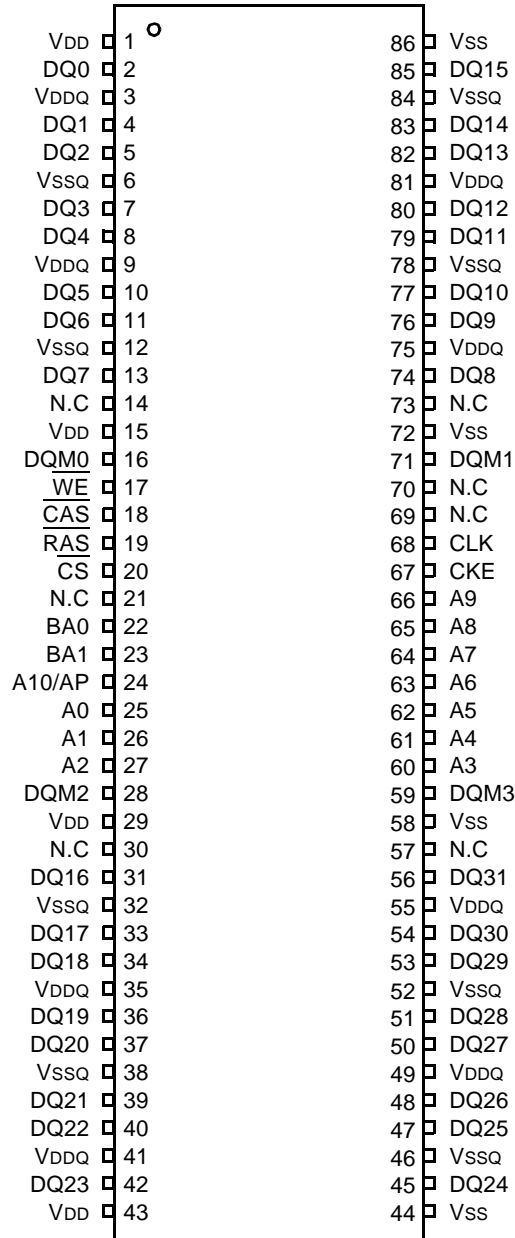 VDD 1 86 VSS
DQ0 2 85 DQ15
VDDQ 3 84 VSSQ
DQ1 4 83 DQ14
DQ2 5 82 DQ13
VSSQ 6 81 VDDQ
DQ3 7 80 DQ12
DQ4 8 79 DQ11
VDDQ 9 78 VSSQ
DQ5 10 77 DQ10
DQ6 11 76 DQ9
VSSQ 12 75 VDDQ
DQ7 13 74 DQ8
N.C 14 73 N.C
VDD 15 72 VSS
DQM0 16 71 DQM1
WE 17 70 N.C
CAS 18 69 N.C
RAS 19 68 CLK
CS 20 67 CKE
N.C 21 66 A9
BA0 22 65 A8
BA1 23 64 A7
A10/AP 24 63 A6
A0 25 62 A5
A1 26 61 A4
A2 27 60 A3
DQM2 28 59 DQM3
VDD 29 58 VSS
N.C 30 57 N.C
DQ16 31 56 DQ31
VSSQ 32 55 VDDQ
DQ17 33 54 DQ30
DQ18 34 53 DQ29
VDDQ 35 52 VSSQ
DQ19 36 51 DQ28
DQ20 37 50 DQ27
VSSQ 38 49 VDDQ
DQ21 39 48 DQ26
DQ22 40 47 DQ25
VDDQ 41 46 VSSQ
DQ23 42 45 DQ24
VDD 43 44 VSS